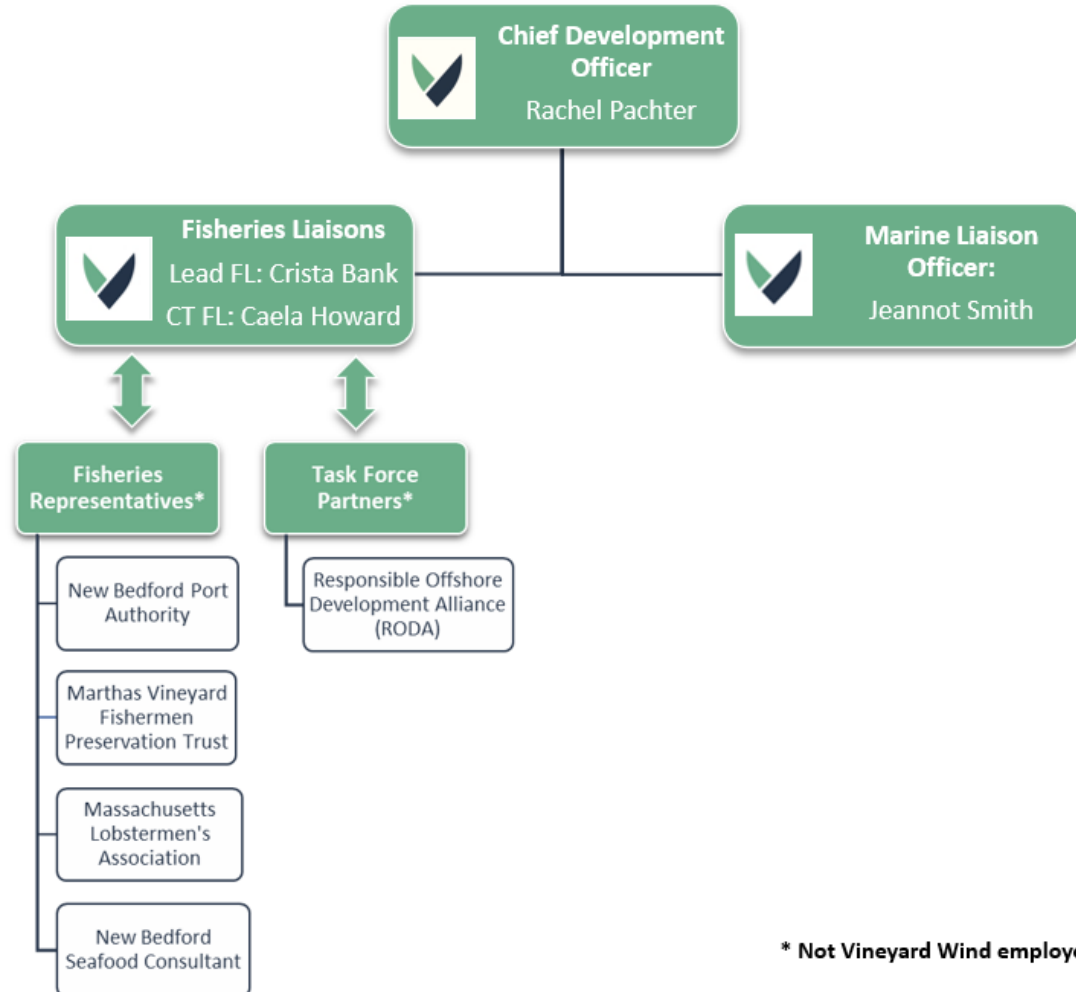 Chief Development
Officer
Rachel Pachter
Fisheries Liaisons
Lead FL: Crista Bank
CT FL: Caela Howard
Marine Liaison
Officer:
Jeannot Smith
Fisheries
Representatives*
Task Force
Partners*
New Bedford Port
Authority
Responsible Offshore
Development Alliance
(RODA)
Marthas Vineyard
Fishermen
Preservation Trust
Massachusetts
Lobstermen's
Association
New Bedford
Seafood Consultant
* Not Vineyard Wind